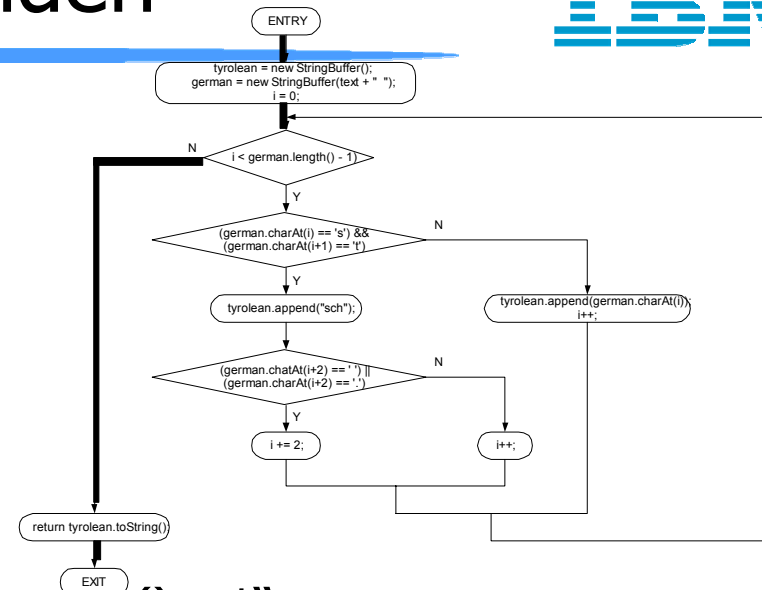 ENTRY
tyrolean = new StringBuffer();
german = new StringBuffer(text + " ");
i = 0;
N
i < german.length() - 1)
Y
(german.charAt(i) == 's') &&
(german.charAt(i+1) == 't')
N
Y
tyrolean.append("sch");
tyrolean.append(german.charAt(i));
i++;
(german.chatAt(i+2) == ' ') ||
(german.charAt(i+2) == '.')
N
Y
i += 2;
i++;
return tyrolean.toString()
EXIT